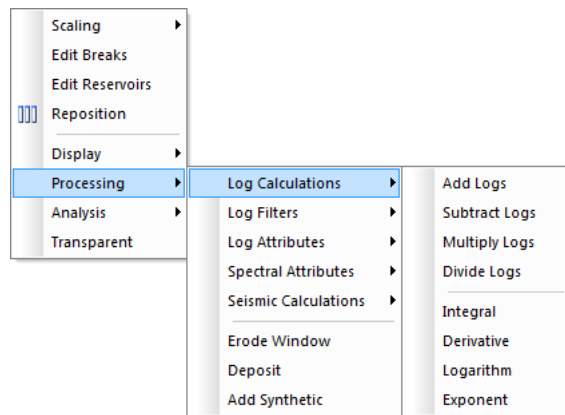 Scaling
Edit Breaks
Edit Reservoirs
Reposition
Display
Processing
Analysis
Transparent
Log Calculations
Log Filters
Log Attributes
Spectral Attributes
Seismic Calculations
Erode Window
Deposit
Add Synthetic
Add Logs
Subtract Logs
Multiply Logs
Divide Logs
Integral
Derivative
Logarithm
Exponent